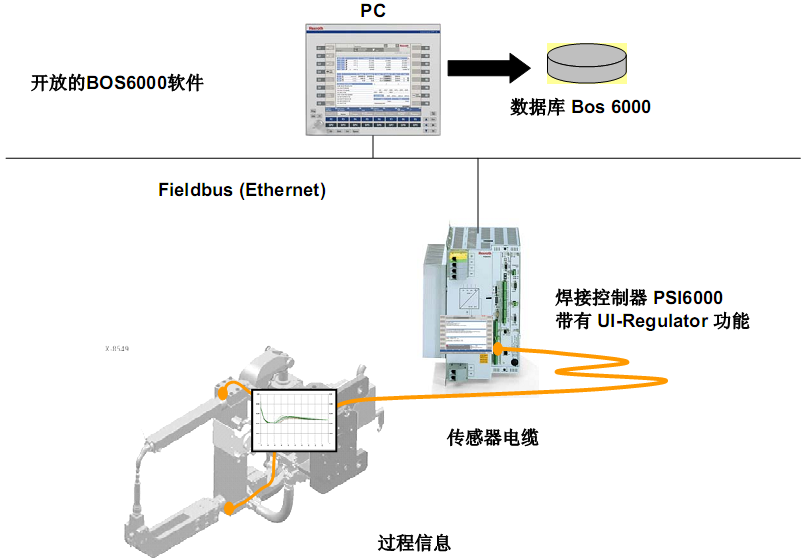 PC
开放的BOS6000软件
数据库 Bos 6000
Fieldbus (Ethernet)
焊接控制器 PSI6000
带有 UI-Regulator 功能
传感器电缆
过程信息